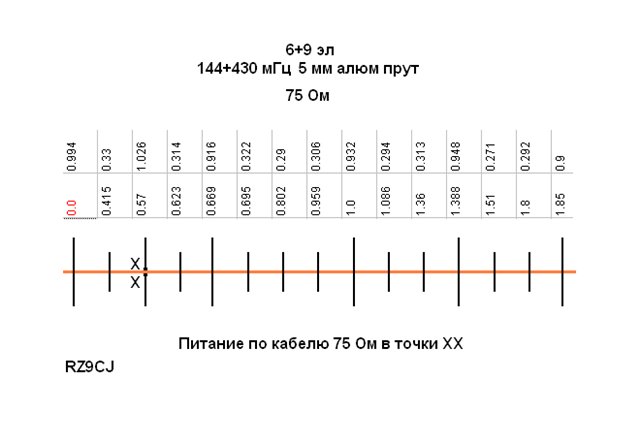 6+9 эл
144+430 мГц 5 мм алюм прут
75 Ом
0.994 0.33 1.026 0.314 0.916 0.322 0.29 0.306 0.932 0.294 0.313 0.948 0.271 0.292 0.9
0.0 0.415 0.57 0.623 0.669 0.695 0.802 0.959 1.0 1.086 1.36 1.388 1.51 1.8 1.85
X
X
Питание по кабелю 75 Ом в точки XX
RZ9CJ